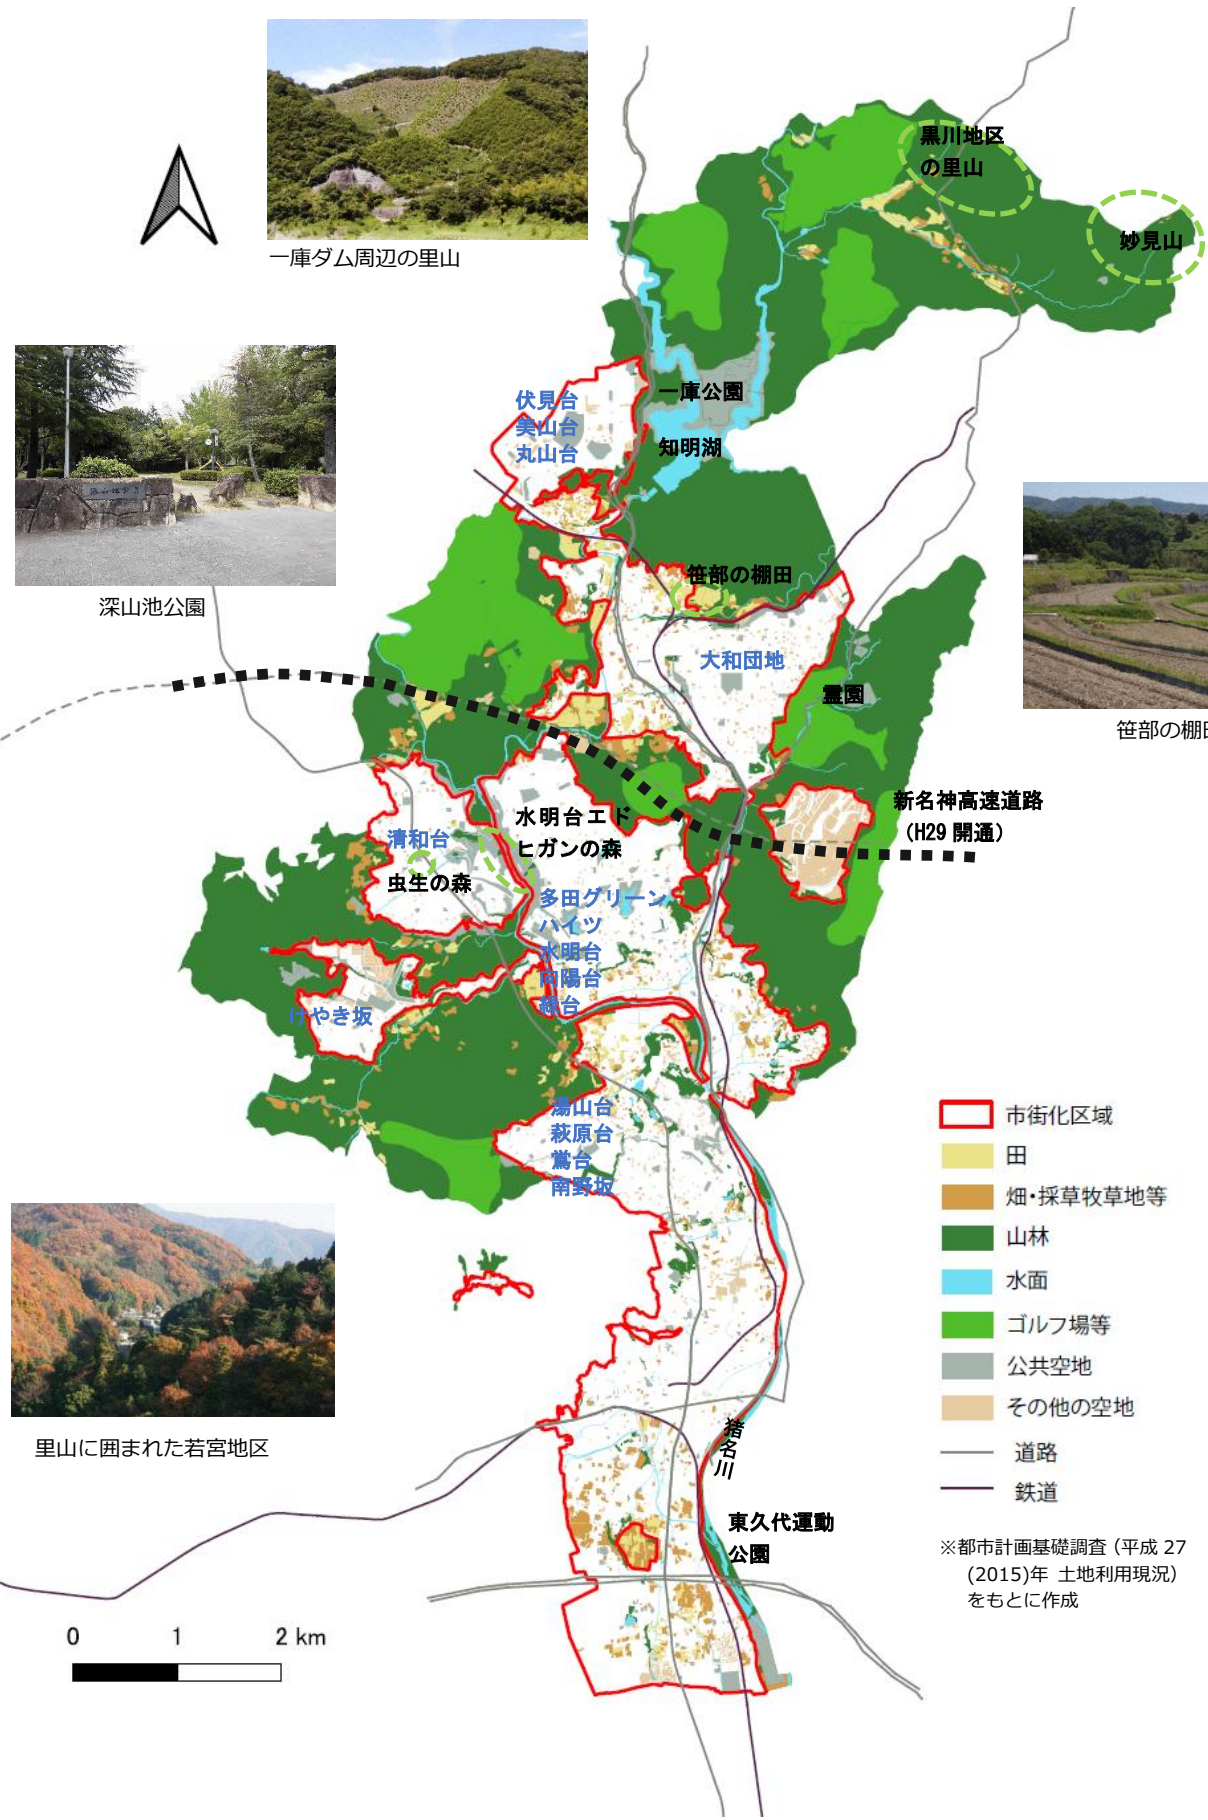 黒川地区
の里山
妙見山
一庫ダム周辺の里山
一庫公園
伏見台
美山台
丸山台
知明湖
笹部の棚田
深山池公園
大和団地
霊園
笹部の棚田
新名神高速道路
（H29 開通）
水明台エド
ヒガンの森
清和台
虫生の森
多田グリーン
ハイツ
水明台
向陽台
緑台
けやき坂
湯山台
萩原台
鴬台
南野坂
市街化区域
田
畑・採草牧草地等
山林
水面
ゴルフ場等
公共空地
その他の空地
道路
鉄道
里山に囲まれた若宮地区
猪名川
東久代運動
公園
※都市計画基礎調査（平成 27
(2015)年 土地利用現況）
をもとに作成
0 1 2 km